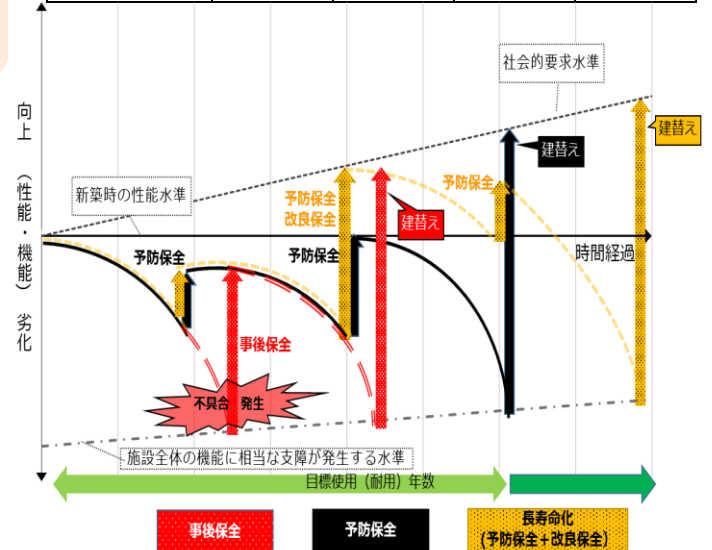 社会的要求水準
向上 （性能・機能） 劣化
建替え
建替え
新築時の性能水準
予防保全
改良保全
予防保全
建替え
予防保全
予防保全
時間経過
事後保全
不具合 発生
施設全体の機能に相当な支障が発生する水準
目標使用（耐用）年数
事後保全
予防保全
長寿命化
（予防保全＋改良保全）